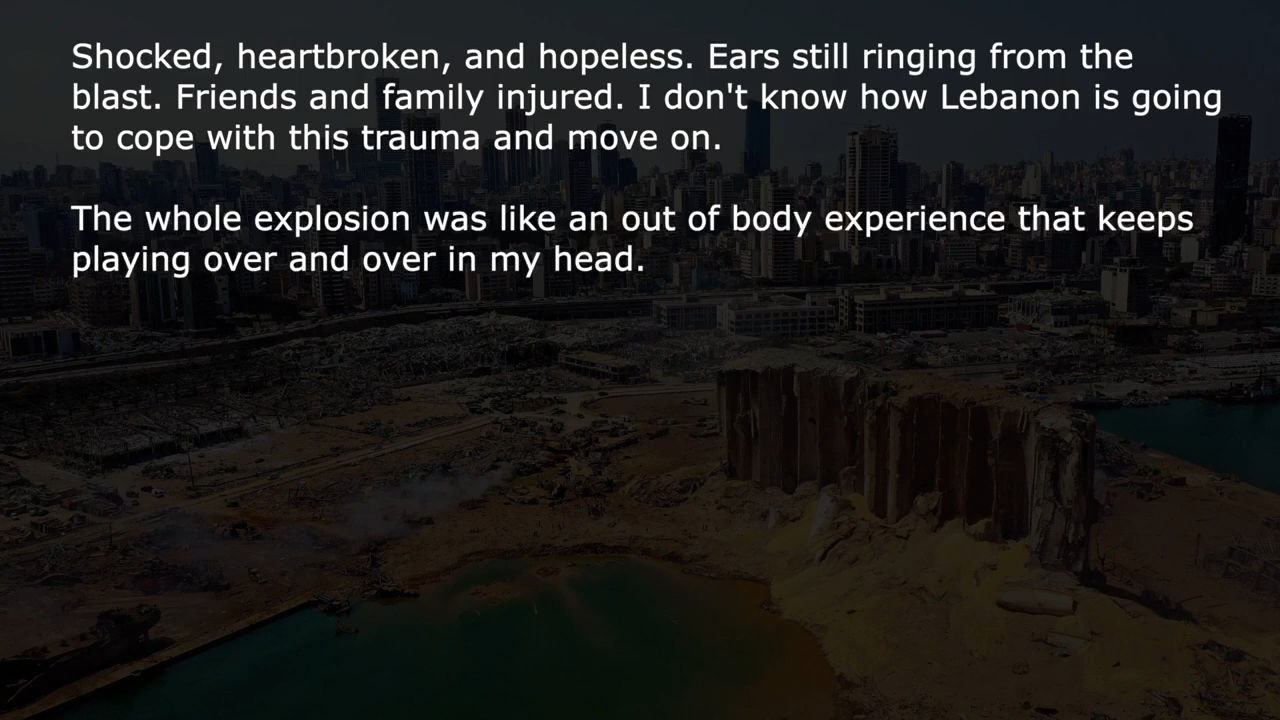 Shocked, heartbroken, and hopeless. Ears still ringing from the
blast. Friends and family injured. I don't know how Lebanon is going
to cope with this trauma and move on.
The whole explosion was like an out of body experience that keeps
playing over and over in my head.